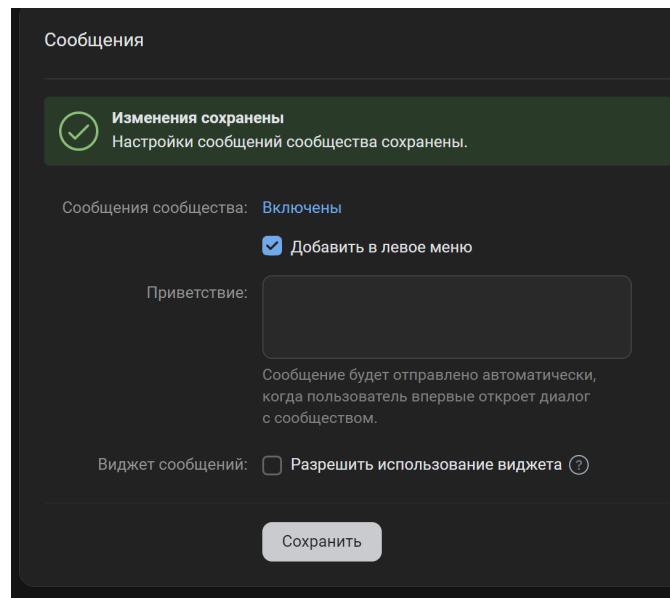 Сообщения
Изменения сохранены
Настройки сообщений сообщества сохранены.
Сообщения сообщества: Включены
Добавить в левое меню
Приветствие:
Сообщение будет отправлено автоматически,
когда пользователь впервые откроет диалог
с сообществом.
Виджет сообщений: Разрешить использование виджета ?
Сохранить